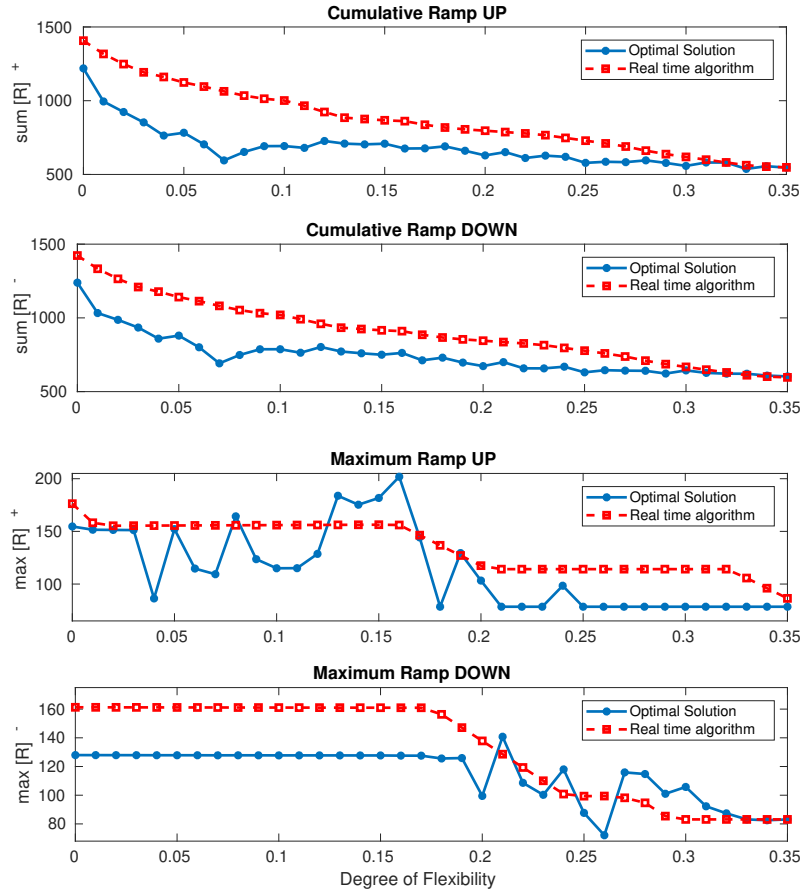 Cumulative Ramp UP
1500
1000
500
sum [R] +
Optimal Solution
Real time algorithm
0 0.05 0.1 0.15 0.2 0.25 0.3 0.35
Cumulative Ramp DOWN
1500
1000
500
sum [R] -
Optimal Solution
Real time algorithm
0 0.05 0.1 0.15 0.2 0.25 0.3 0.35
Maximum Ramp UP
200
150
100
max [R] +
Optimal Solution
Real time algorithm
0 0.05 0.1 0.15 0.2 0.25 0.3 0.35
Maximum Ramp DOWN
160
140
120
100
80
max [R] -
Optimal Solution
Real time algorithm
0 0.05 0.1 0.15 0.2 0.25 0.3 0.35
Degree of Flexibility